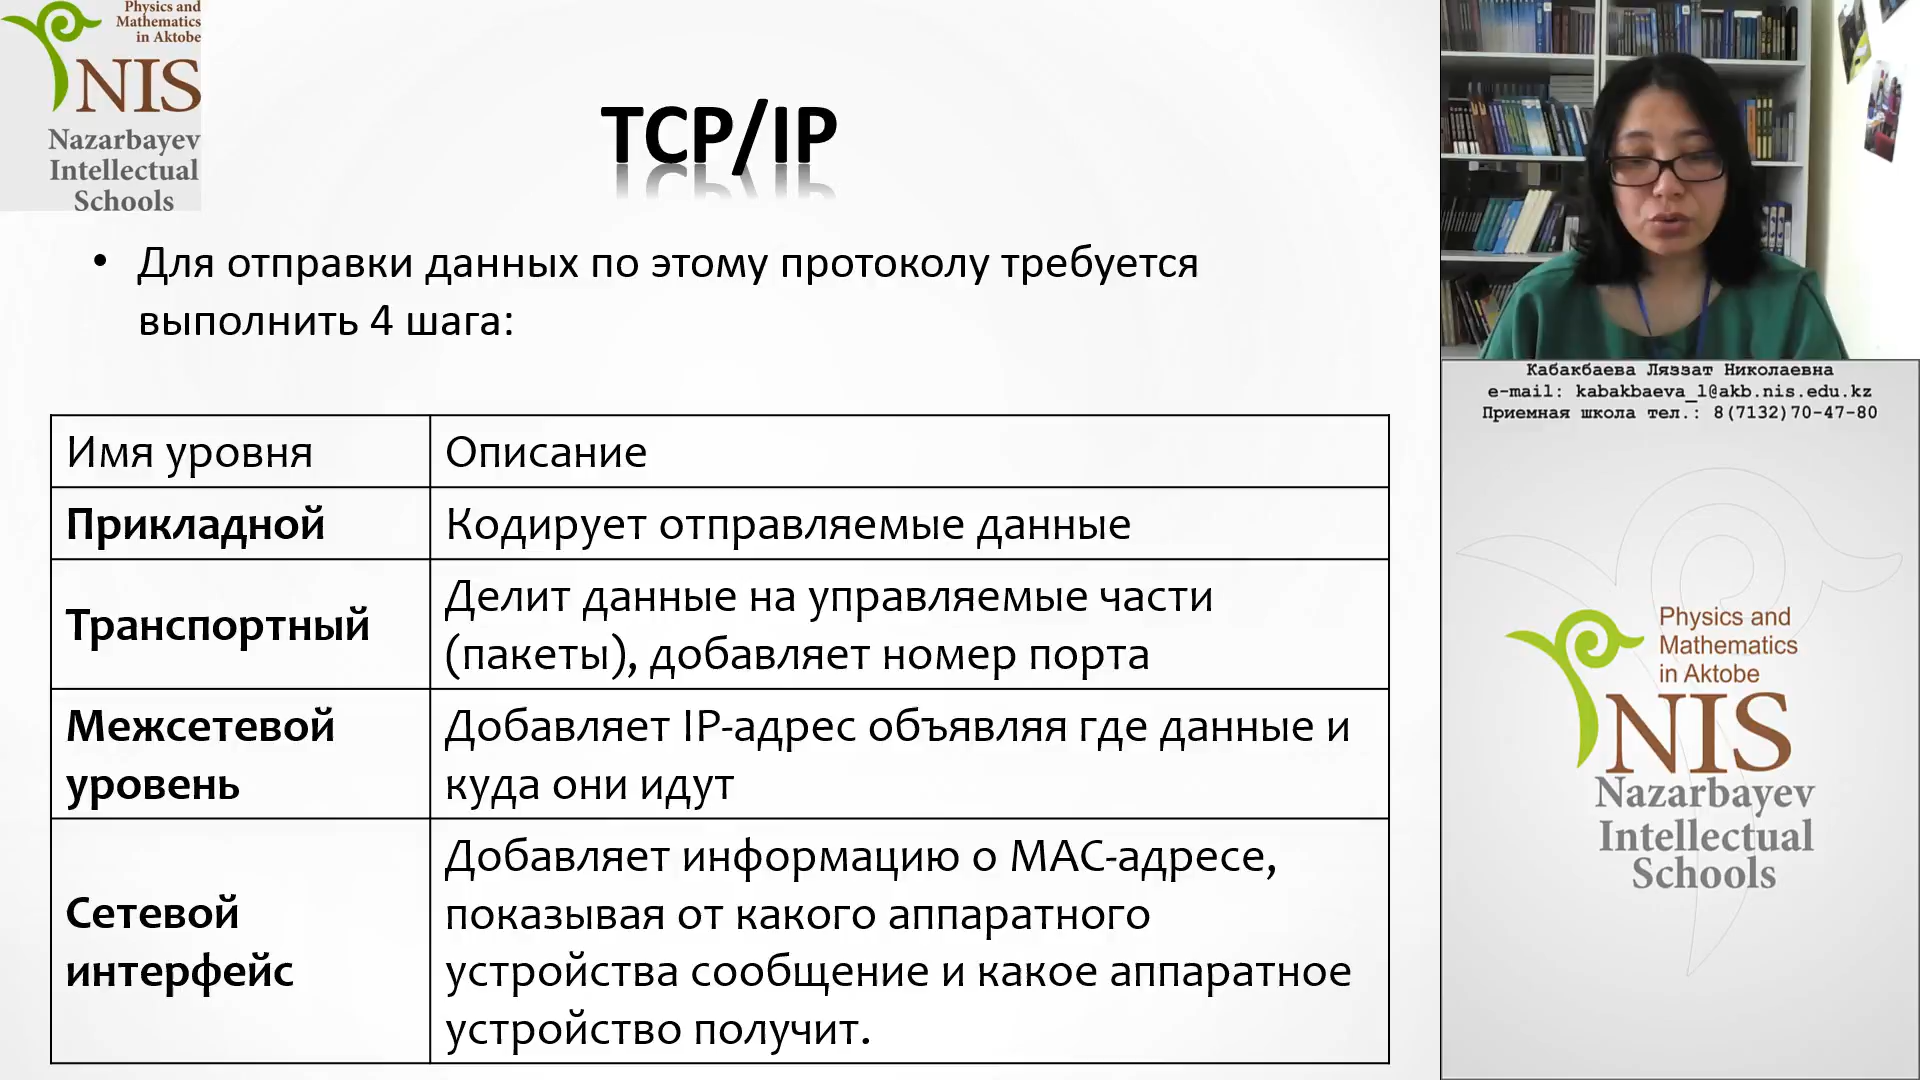 Physics and
Mathematics
in Aktobe
NIS
Nazarbayev
Intellectual
Schools
TCP/IP
• Для отправки данных по этому протоколу требуется
выполнить 4 шага:
Имя уровня
Описание
Прикладной
Кодирует отправляемые данные
Транспортный
Делит данные на управляемые части
(пакеты), добавляет номер порта
Межсетевой
уровень
Добавляет IP-адрес объявляя где данные и
куда они идут
Сетевой
интерфейс
Добавляет информацию о MAC-адресе,
показывая от какого аппаратного
устройства сообщение и какое аппаратное
устройство получит.
Кабакбаева Ляззат Николаевна
e-mail: kabakbaeva_l@akb.nis.edu.kz
Приемная школа тел.: 8(7132)70-47-80
Physics and
Mathematics
in Aktobe
NIS
Nazarbayev
Intellectual
Schools